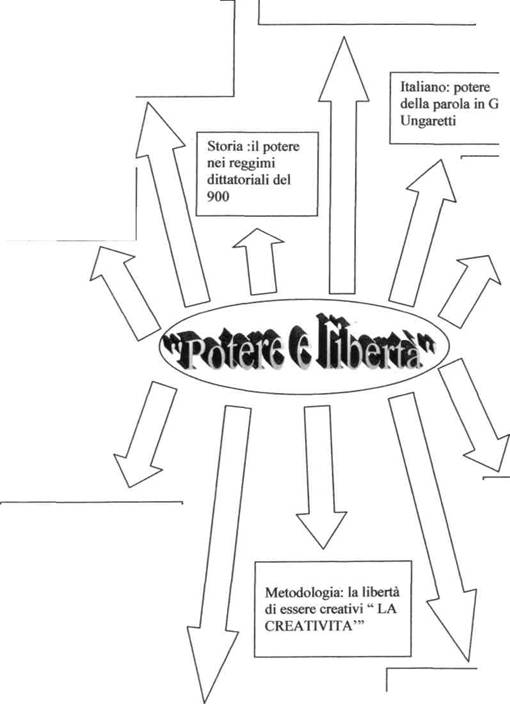 Italiano: potere
della parola in G
Ungaretti
Storia :il potere
nei reggimi
dittatoriali del
900
"Potere e libertà"
Metodologia: la libertà
di essere creativi “ LA
CREATIVITA’”